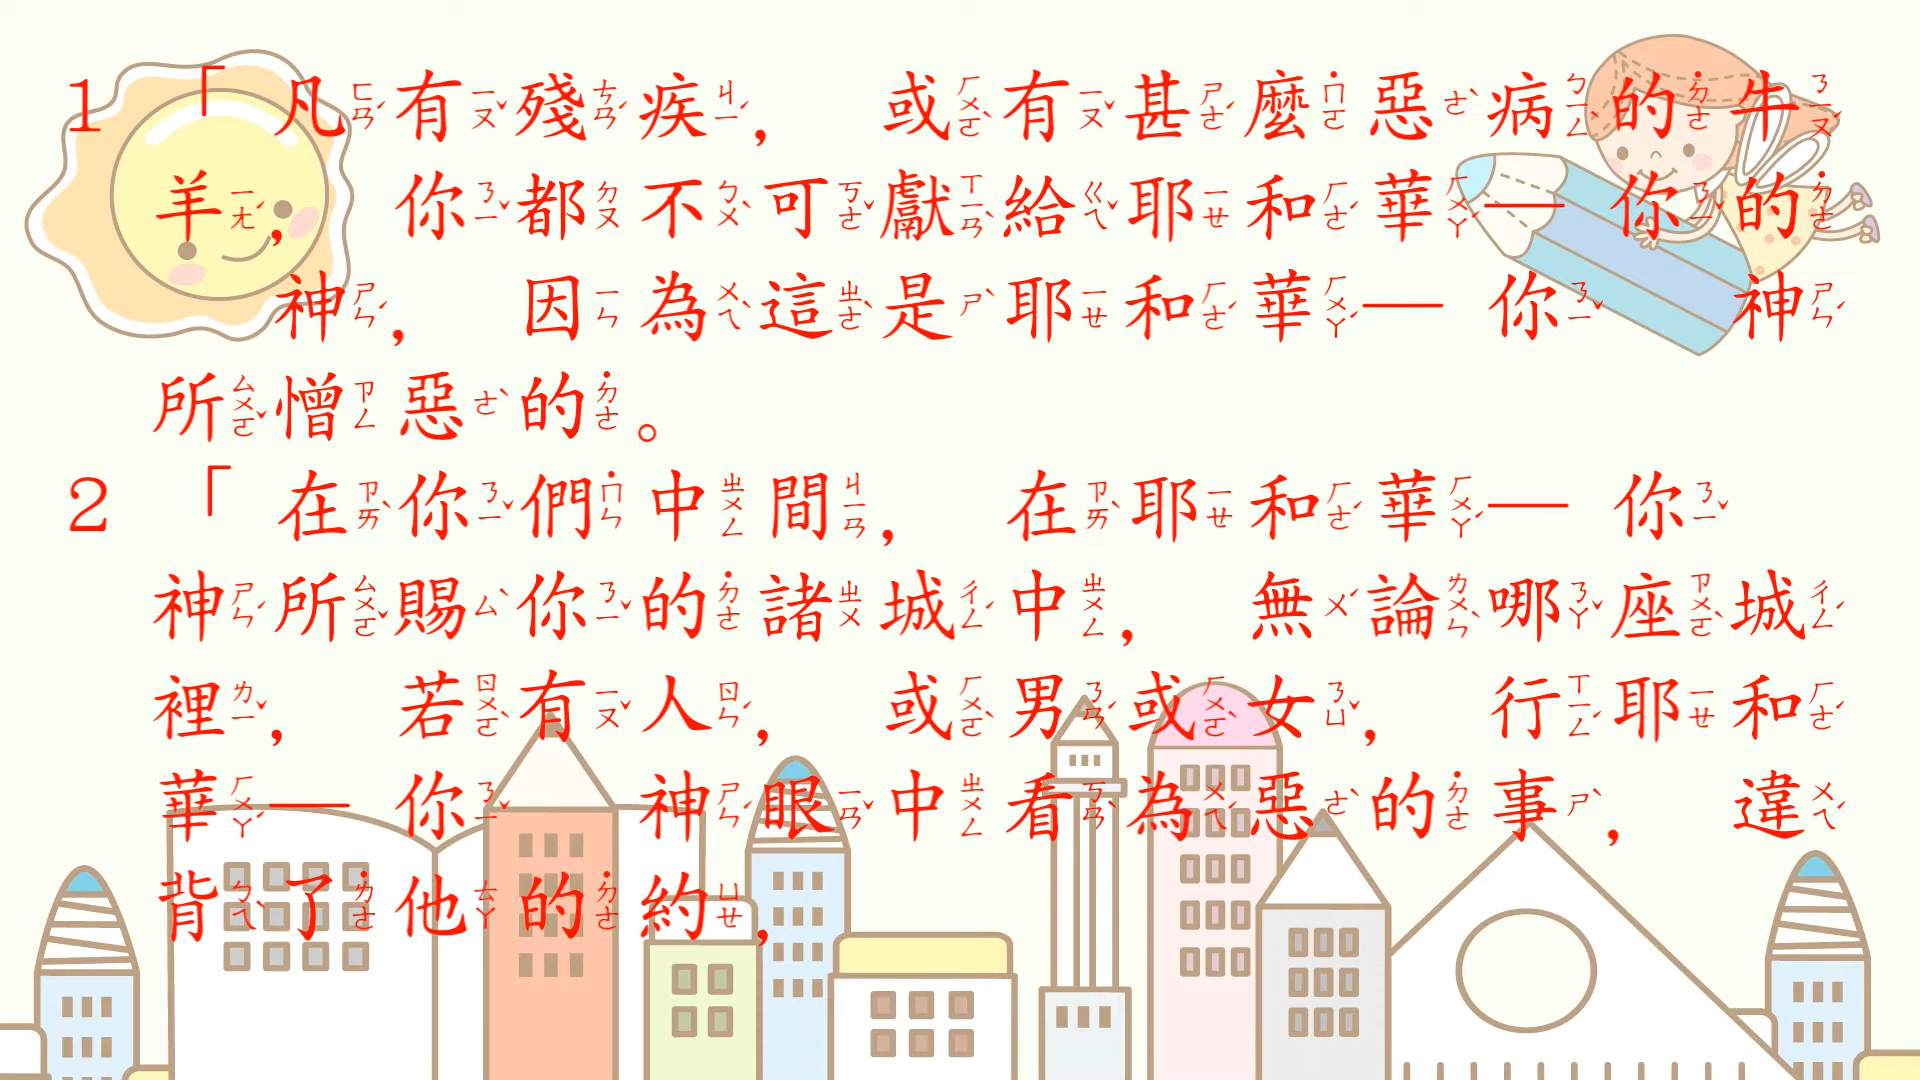 1 「凡有殘疾，或有甚麼惡病的牛
羊，你都不可獻給耶和華—你的
神，因為這是耶和華—你 神
所憎惡的。
2 「在你們中間，在耶和華—你
神所賜你的諸城中，無論哪座城
裡，若有人，或男或女，行耶和
華—你 神眼中看為惡的事，違
背了他的約，